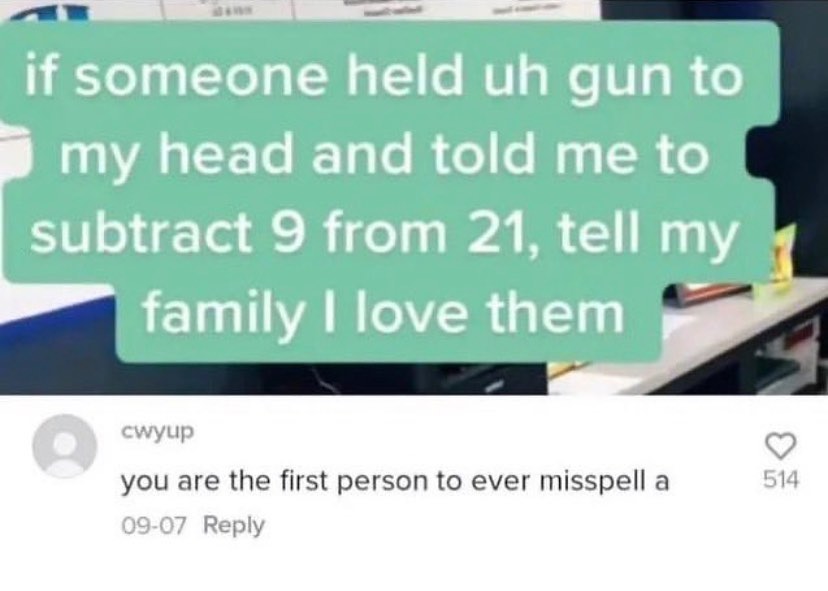 if someone held uh gun to
my head and told me to
subtract 9 from 21, tell my
family I love them
cwyup
you are the first person to ever misspell a
514
09-07 Reply